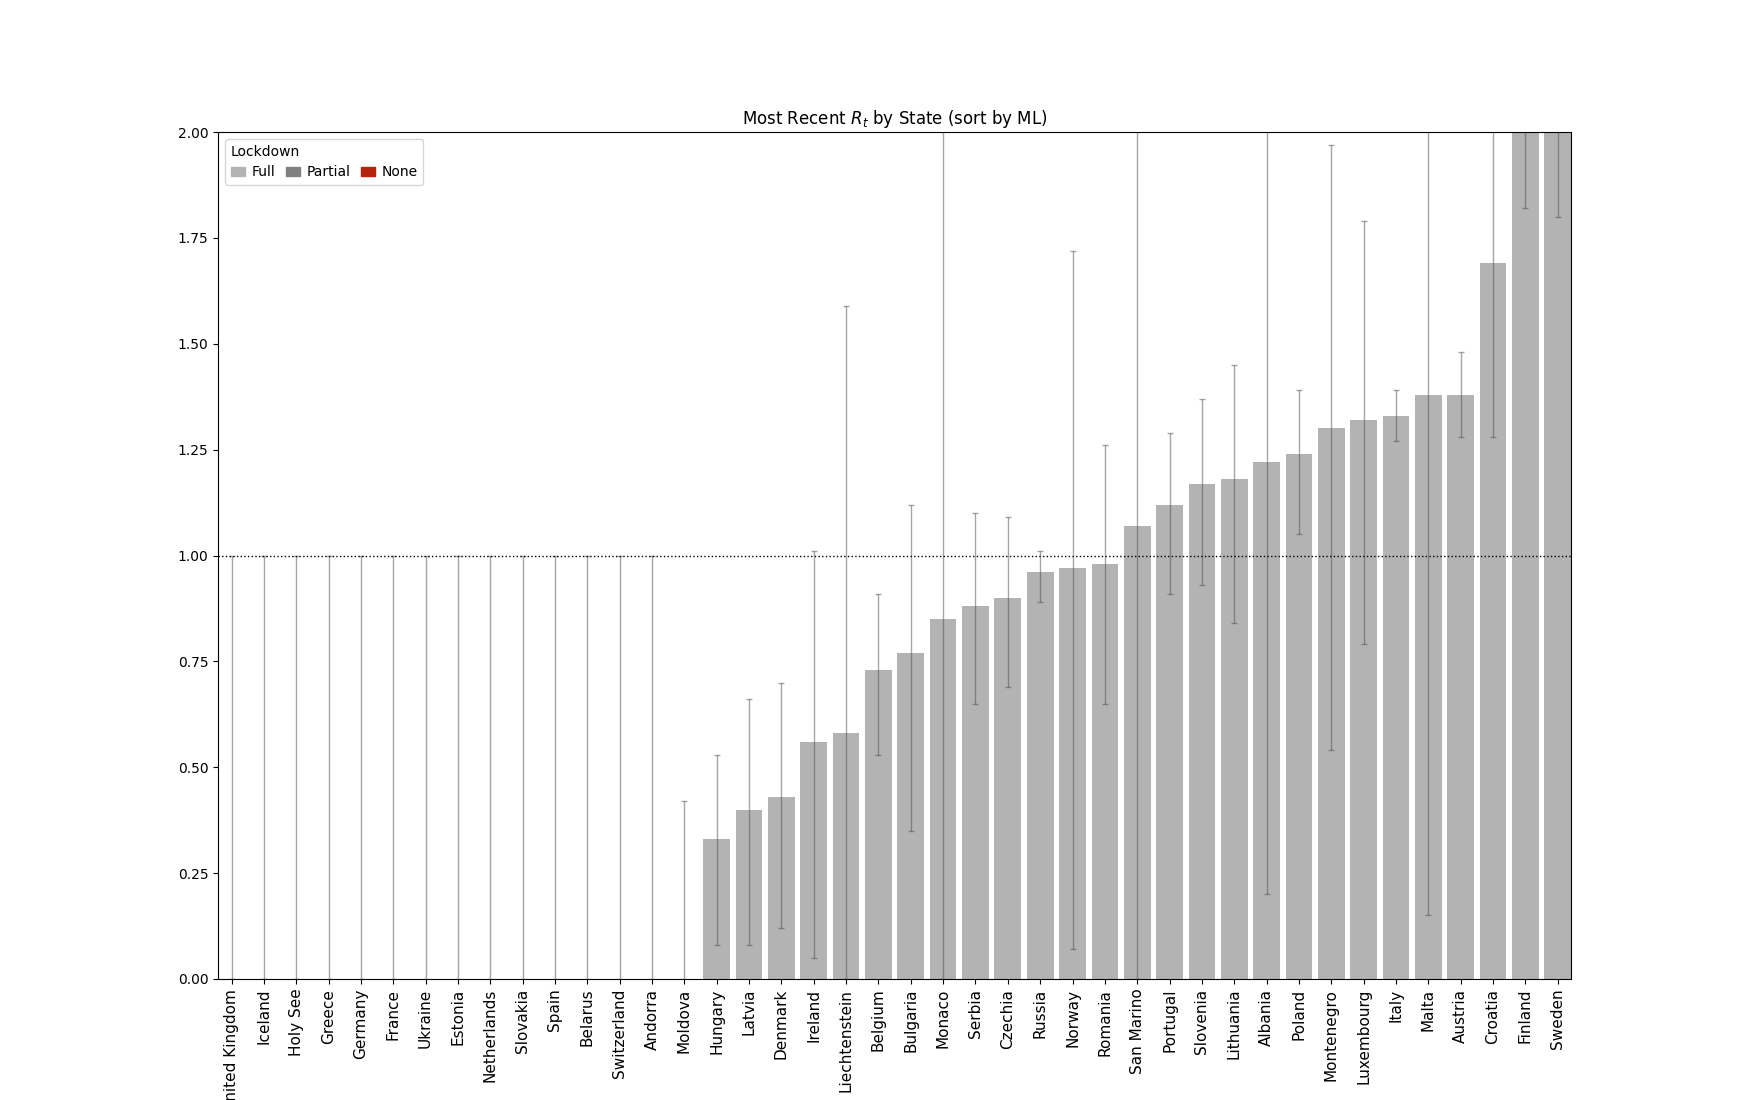 Most Recent Rt by State (sort by ML)
Lockdown
Full Partial None
2.00
1.75
1.50
1.25
1.00
0.75
0.50
0.25
0.00
nited Kingdom
Iceland
Holy See
Greece
Germany
France
Ukraine
Estonia
Netherlands
Slovakia
Spain
Belarus
Switzerland
Andorra
Moldova
Hungary
Latvia
Denmark
Ireland
Liechtenstein
Belgium
Bulgaria
Monaco
Serbia
Czechia
Russia
Norway
Romania
San Marino
Portugal
Slovenia
Lithuania
Albania
Poland
Montenegro
Luxembourg
Italy
Malta
Austria
Croatia
Finland
Sweden